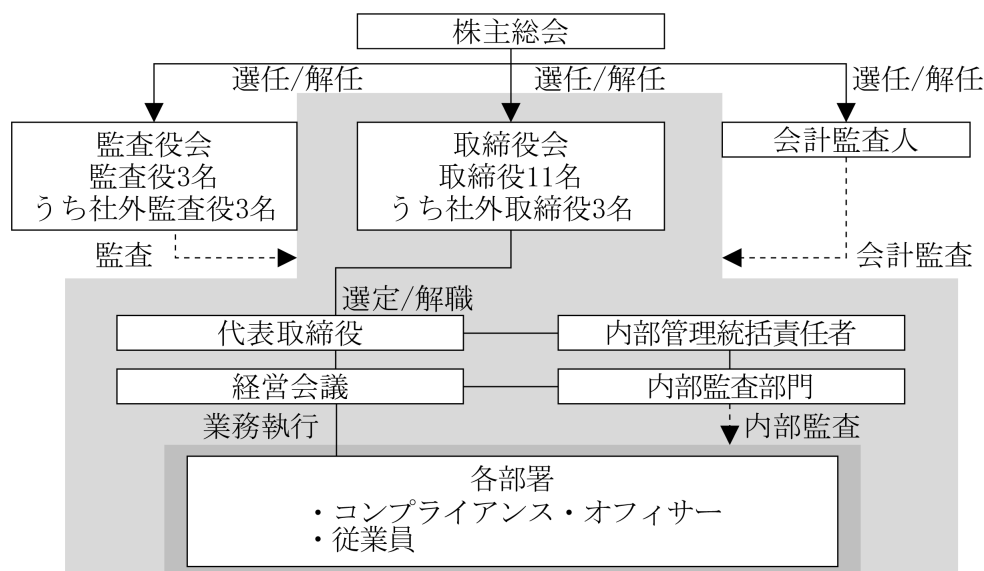 株主総会
選任/解任
選任/解任
選任/解任
監査役会
監査役3名
うち社外監査役3名
取締役会
取締役11名
うち社外取締役3名
会計監査人
監査
会計監査
選定/解職
代表取締役
内部管理統括責任者
経営会議
内部監査部門
業務執行
内部監査
各部署
・コンプライアンス・オフィサー
・従業員